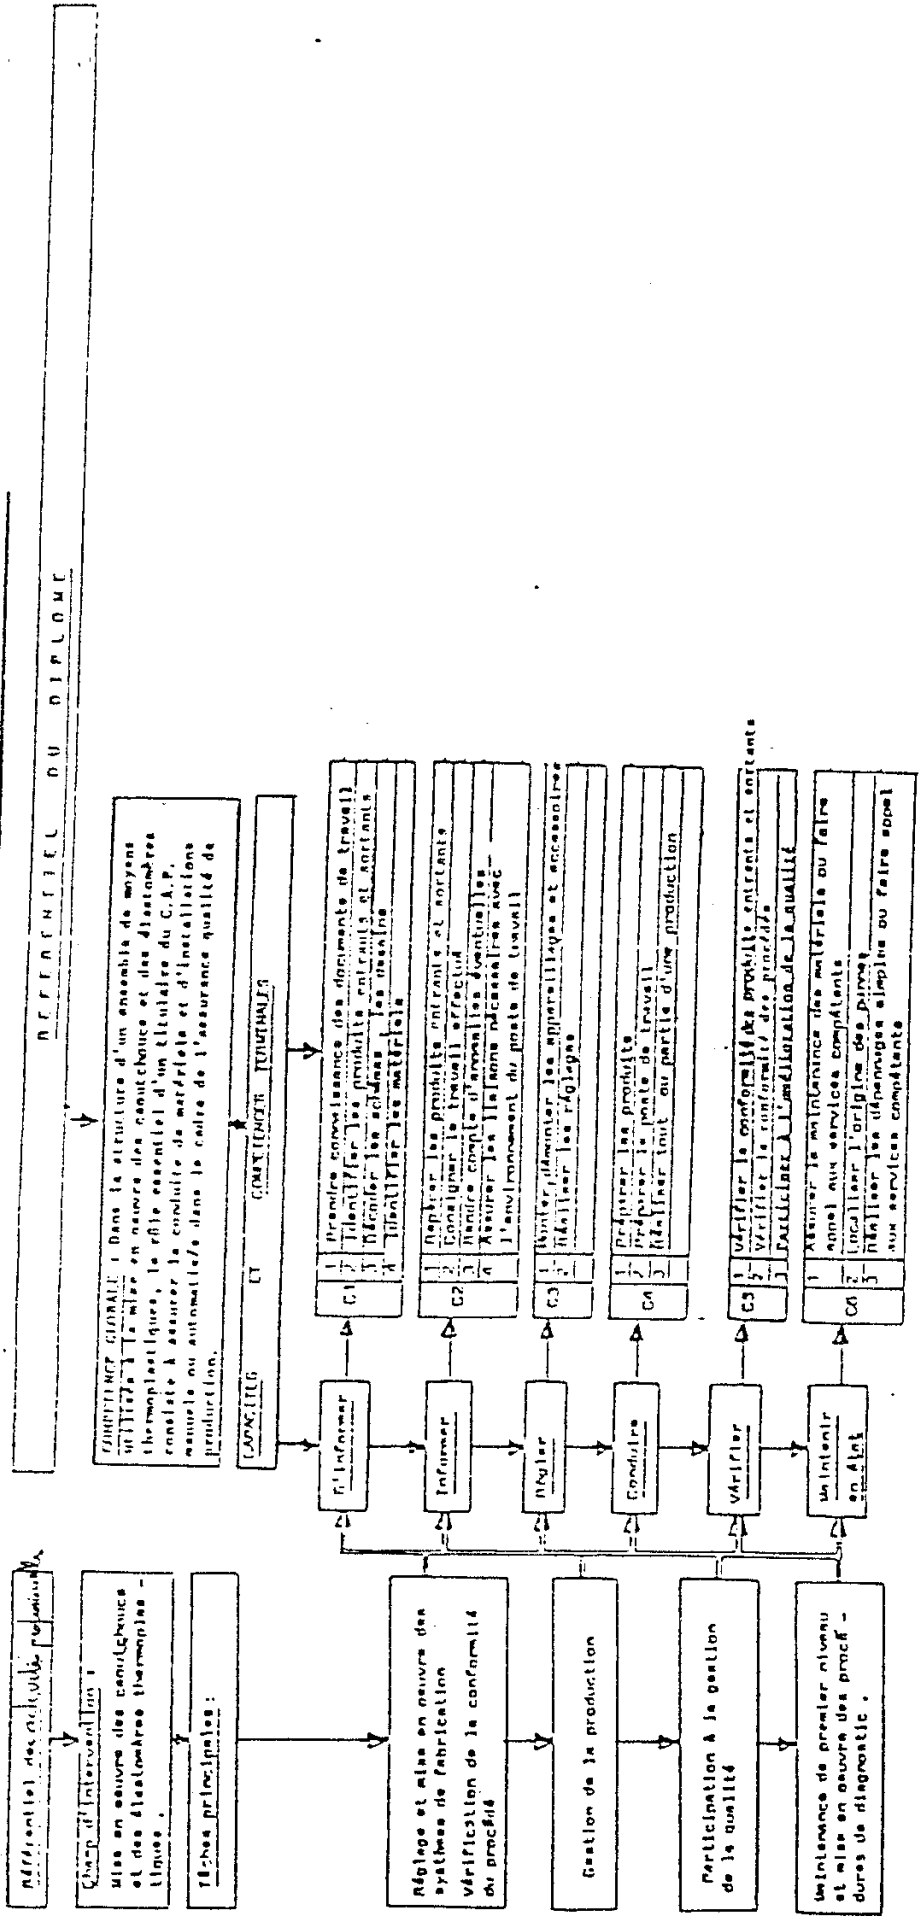 REFERENTIEL DU DIPLOME
Référentiel des
Champ d'intervention :
Mise en oeuvre des caoutchoucs
et des élastomères thermoplas -
tiques .
Tâches principales :
Réglage et mise en oeuvre des
systèmes de fabrication
Vérification de la conformité
du procédé
Gestion de la production
Participation à la gestion
de la qualité
Maintenance de premier niveau
et mise en oeuvre des procé -
dures de diagnostic .
COMPETENCE GLOBALE : Dans la structure d'un ensemble de moyens
utilisés à la mise en oeuvre des caoutchoucs et des élastomères
thermoplastiques, le rôle essentiel d'un titulaire du C.A.P.
consiste à assurer la conduite de matériels et d'installations
manuels ou automatisés dans le cadre de l'assurance qualité de
production.
CAPACITES ET COMPETENCES TERMINALES
S'informer
C1
1 Prendre connaissance des documents de travail
2 Identifier les produits entrants et sortants
3 Décoder les schémas, les dessins
4 Identifier les matériels
Informer
C2
1 Repérer les produits entrants et sortants
2 Consigner le travail effectué
3 Rendre compte d'anomalies éventuelles
4 Assurer les liaisons nécessaires avec
l'environnement du poste de travail
Régler
C3
1 Monter, démonter les appareillages et accessoires
2 Réaliser les réglages
Conduire
C4
1 Préparer les produits
2 Préparer le poste de travail
3 Réaliser tout ou partie d'une production
Vérifier
C5
1 Vérifier la conformité des produits entrants et sortants
2 Vérifier la conformité des procédés
3 Participer à l'amélioration de la qualité
Maintenir
en état
C6
1 Assurer la maintenance des matériels ou faire
appel aux services compétents
2 Localiser l'origine des pannes
3 Réaliser les dépannages simples ou faire appel
aux services compétents